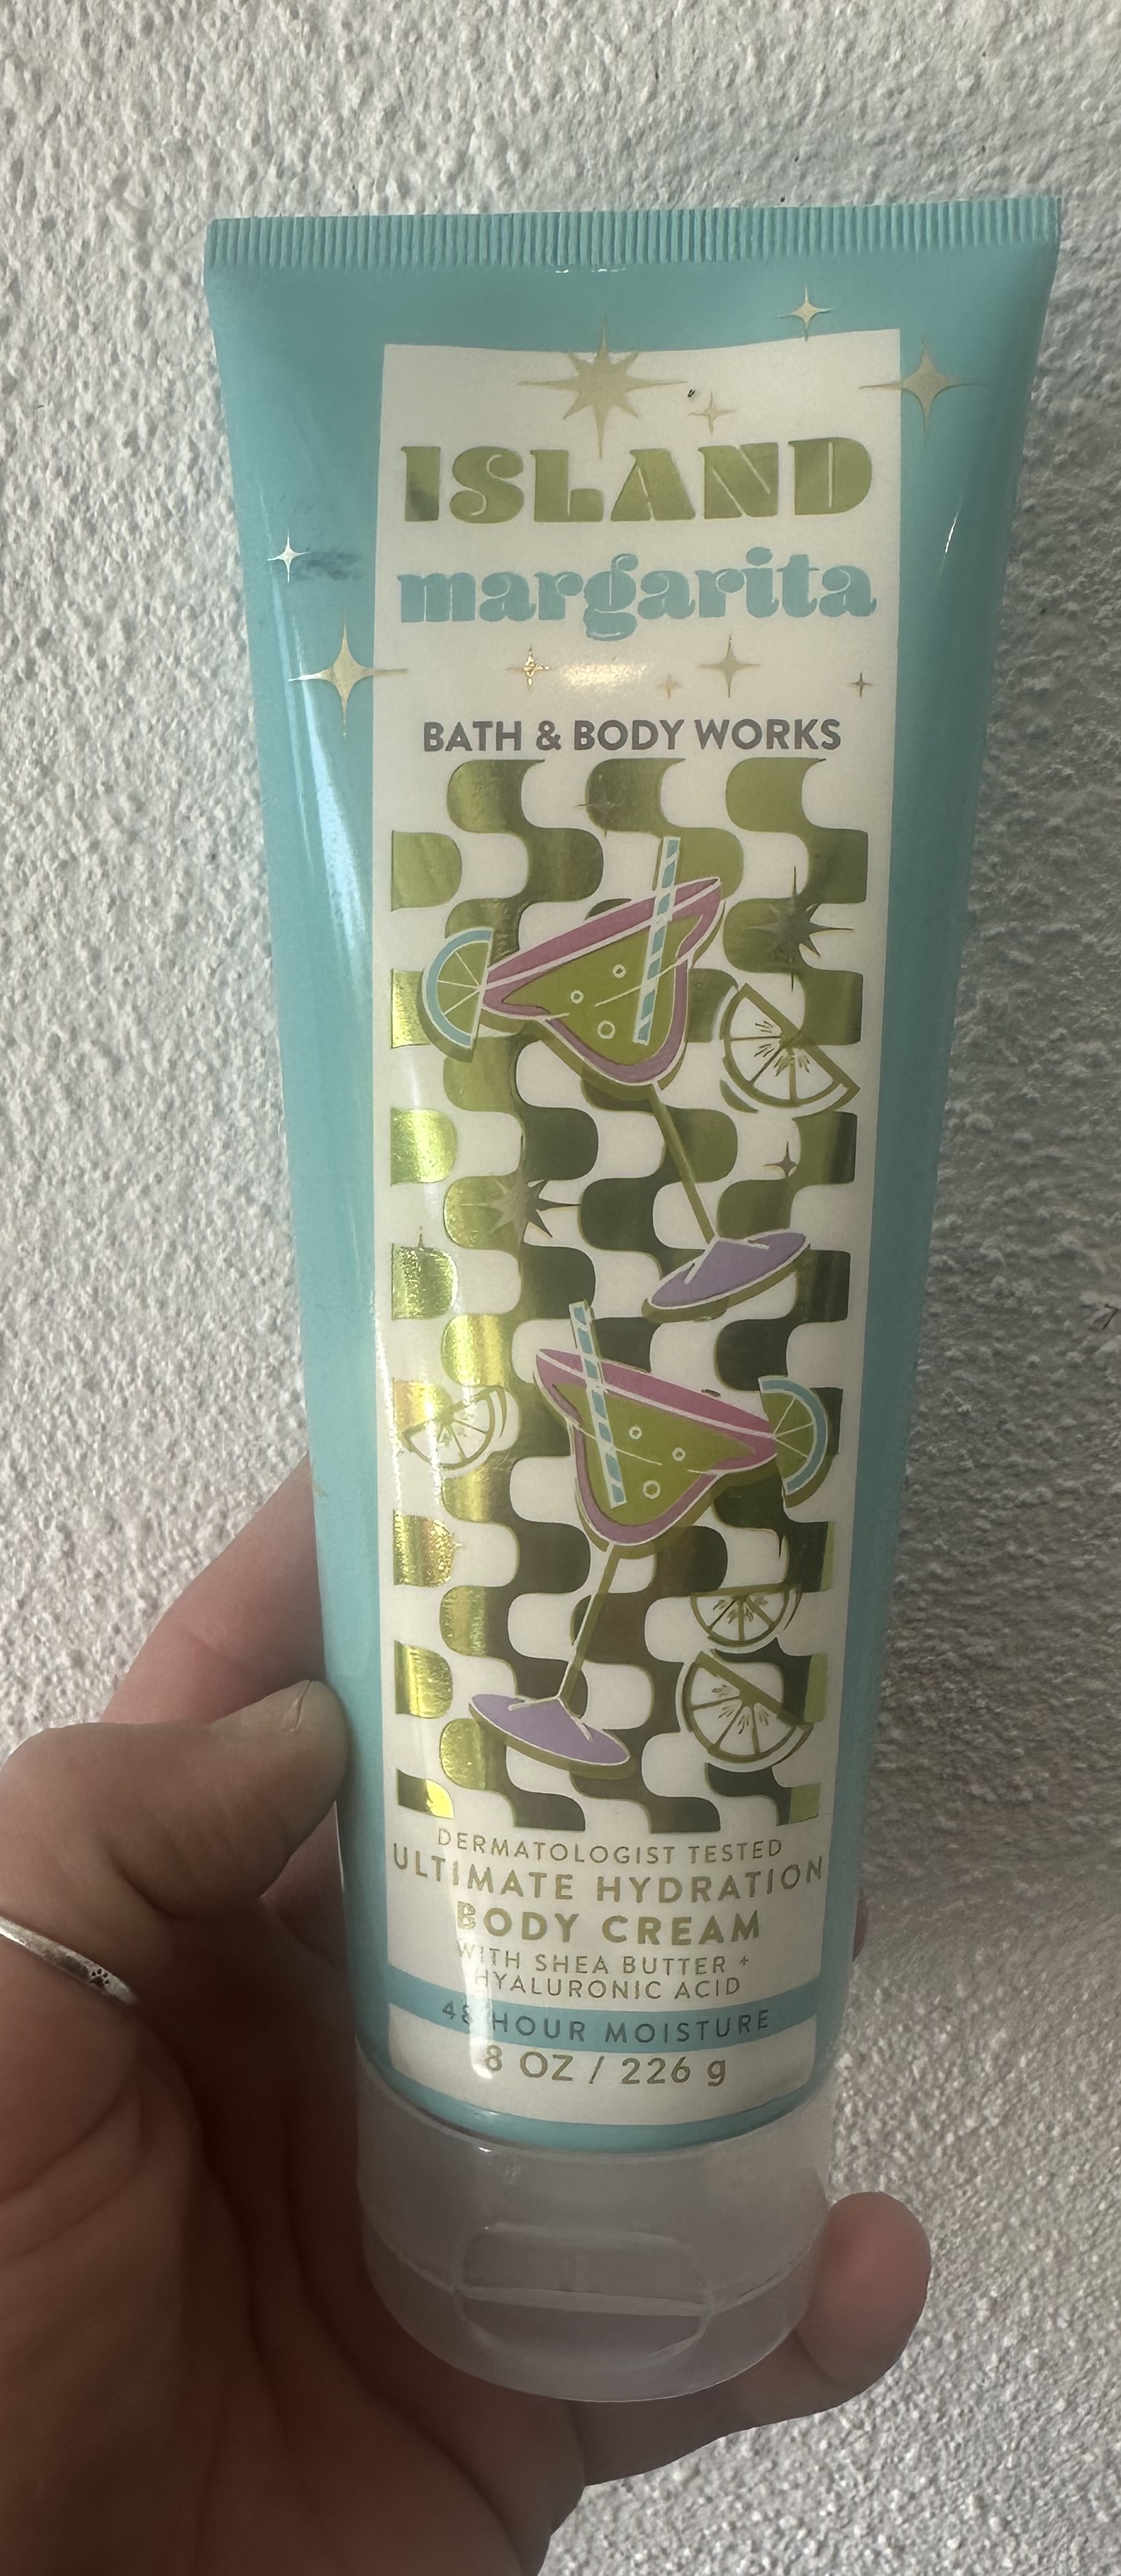 ISLAND
margarita
BATH & BODY WORKS
DERMATOLOGIST TESTED
ULTIMATE HYDRATION
BODY CREAM
WITH SHEA BUTTER +
HYALURONIC ACID
48 HOUR MOISTURE
8 OZ / 226 g